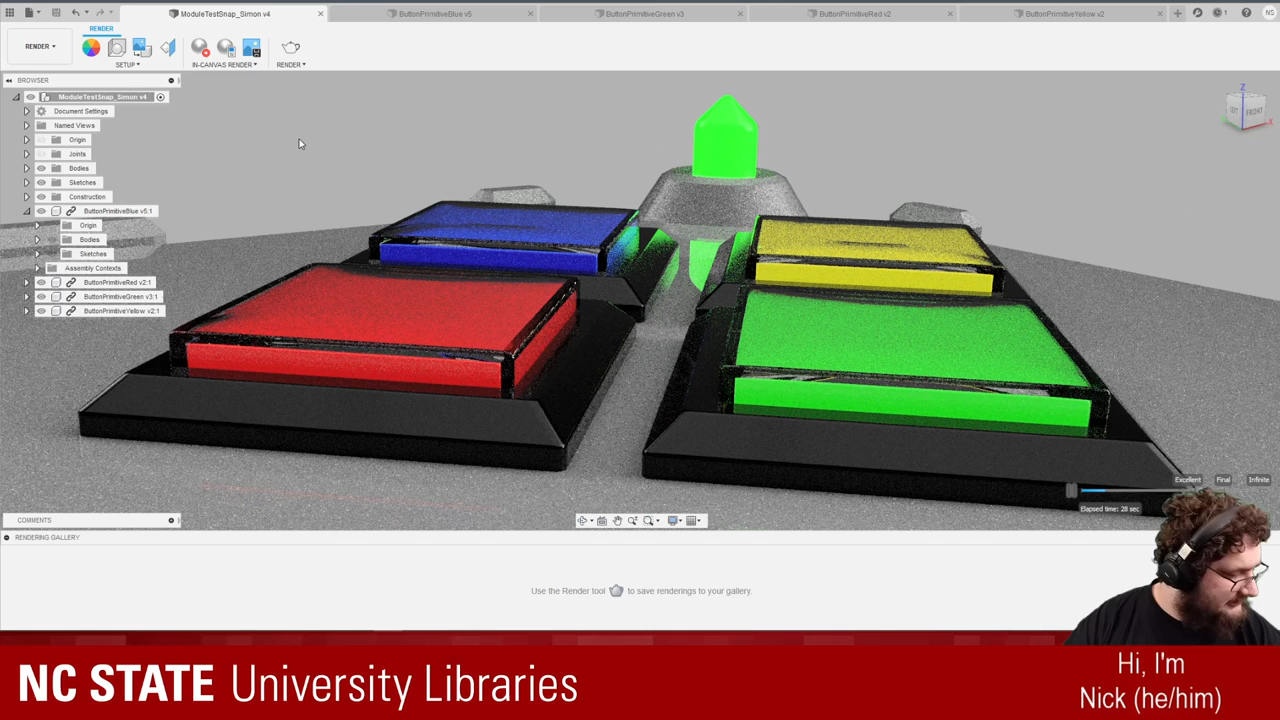 ModuleTestSnap_Simon v4
ButtonPrimitiveBlue v5
ButtonPrimitiveGreen v3
ButtonPrimitiveRed v2
ButtonPrimitiveYellow v2
1
NS
RENDER
RENDER
SETUP
IN-CANVAS RENDER
RENDER
BROWSER
ModuleTestSnap_Simon v4
Document Settings
Named Views
Origin
Joints
Bodies
Sketches
Construction
ButtonPrimitiveBlue v5:1
Origin
Bodies
Sketches
Assembly Contexts
ButtonPrimitiveRed v2:1
ButtonPrimitiveGreen v3:1
ButtonPrimitiveYellow v2:1
Z
FRONT
X
Excellent Final Infinite
Elapsed time: 28 sec
COMMENTS
RENDERING GALLERY
Use the Render tool to save renderings to your gallery.
NC STATE University Libraries
Hi, I'm
Nick (he/him)